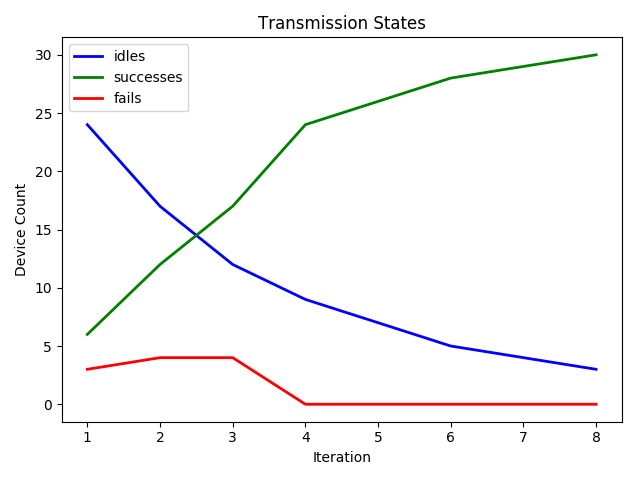 Transmission States
idles
successes
fails
Device Count
30
25
20
15
10
5
0
1 2 3 4 5 6 7 8
Iteration